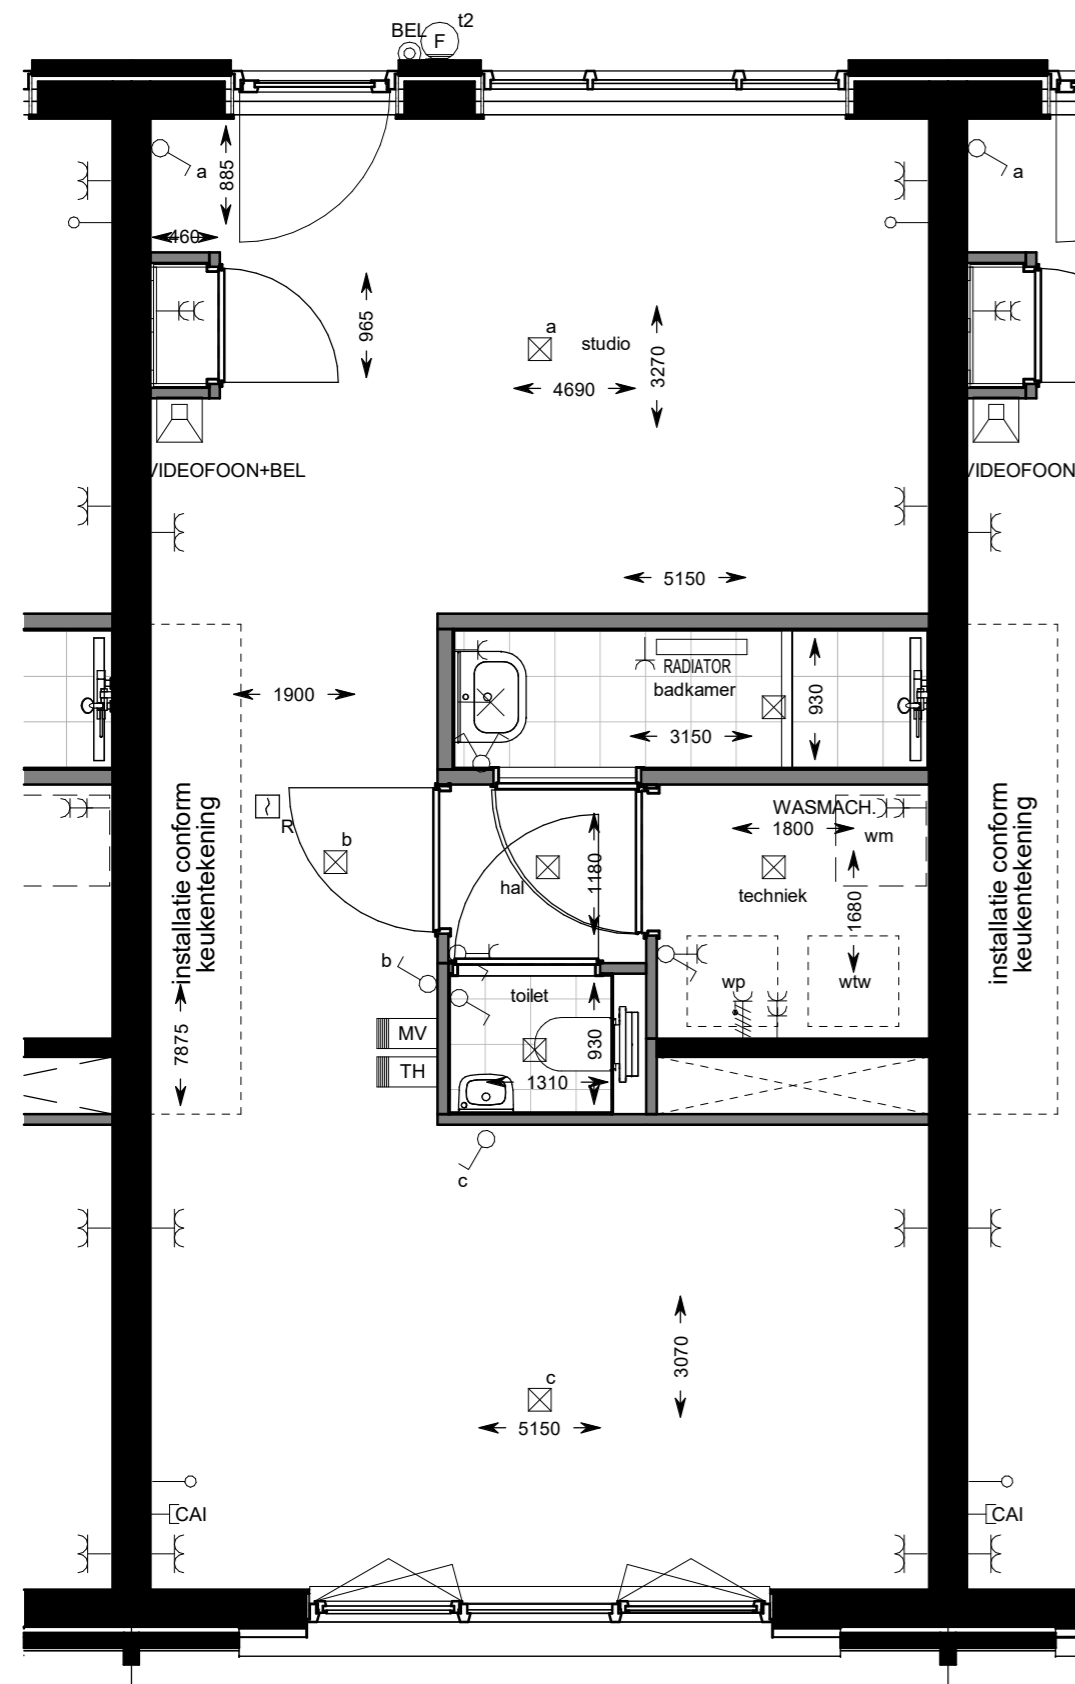 t2
BEL
F
a
a
885
460
965
a
studio
3270
4690
VIDEOFOON+BEL
VIDEOFOON
5150
RADIATOR
badkamer
930
1900
3150
installatie conform
keukentekening
R
b
WASMACH.
1800
wm
1180
hal
techniek
1680
installatie conform
keukentekening
b
toilet
wp
wtw
MV
930
7875
TH
1310
c
3070
c
5150
CAI
CAI